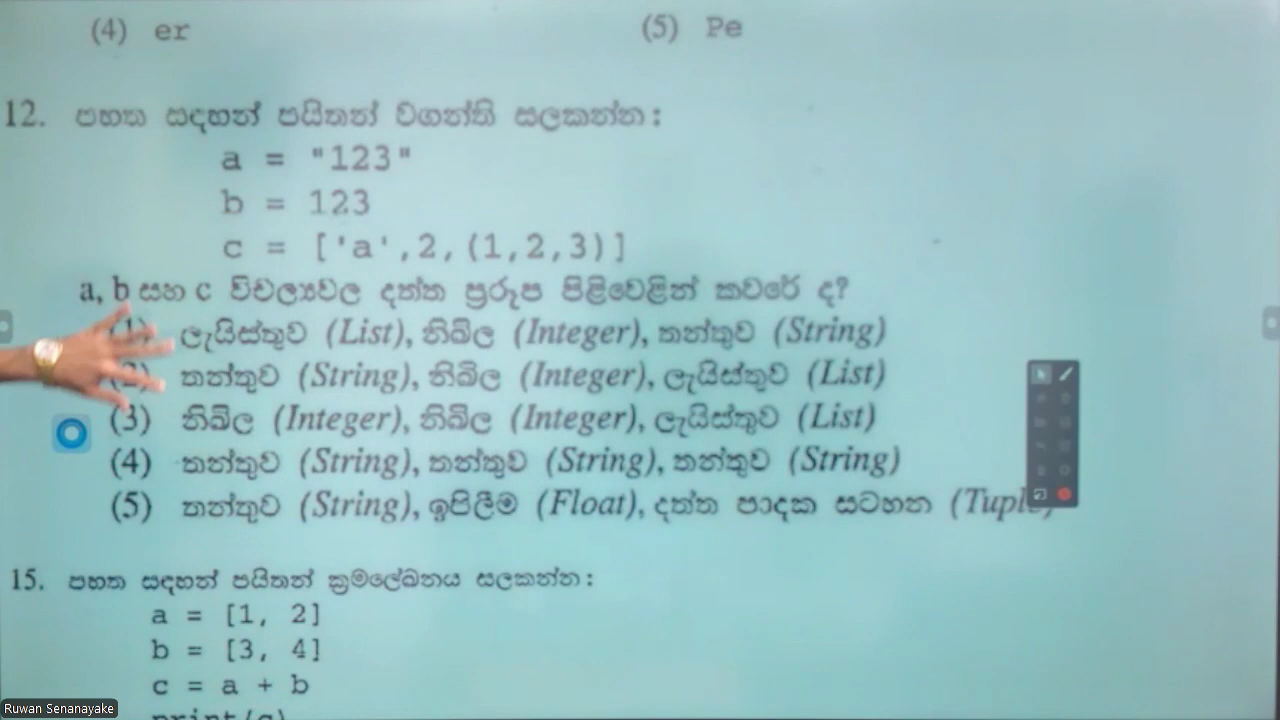 (4) er (5) Pe
12. පහත සඳහන් පයිතන් වගන්ති සලකන්න:
a = "123"
b = 123
c = ['a',2,(1,2,3)]
a, b සහ c විචල්‍යවල දත්ත ප්‍රරූප පිළිවෙළින් කවරේ ද?
(1) ලැයිස්තුව (List), නිඛිල (Integer), තන්තුව (String)
(2) තන්තුව (String), නිඛිල (Integer), ලැයිස්තුව (List)
(3) නිඛිල (Integer), නිඛිල (Integer), ලැයිස්තුව (List)
(4) තන්තුව (String), තන්තුව (String), තන්තුව (String)
(5) තන්තුව (String), ඉපිලීම (Float), දත්ත පාදක සටහන (Tuple)
15. පහත සඳහන් පයිතන් ක්‍රමලේඛනය සලකන්න:
a = [1, 2]
b = [3, 4]
c = a + b
print(c)
Ruwan Senanayake